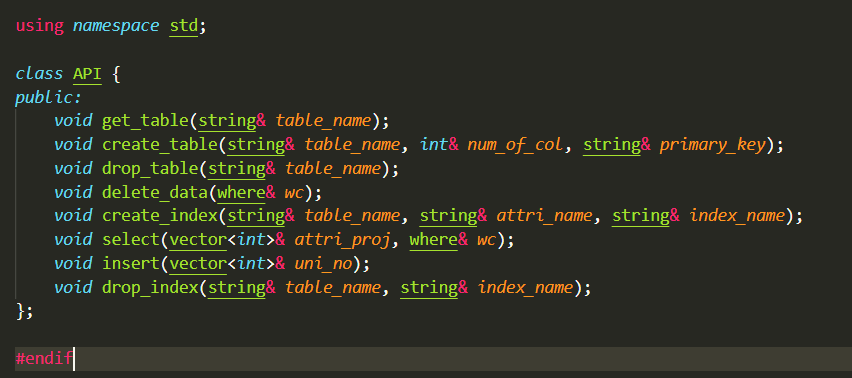 using namespace std;
class API {
public:
void get_table(string& table_name);
void create_table(string& table_name, int& num_of_col, string& primary_key);
void drop_table(string& table_name);
void delete_data(where& wc);
void create_index(string& table_name, string& attri_name, string& index_name);
void select(vector<int>& attri_proj, where& wc);
void insert(vector<int>& uni_no);
void drop_index(string& table_name, string& index_name);
};
#endif